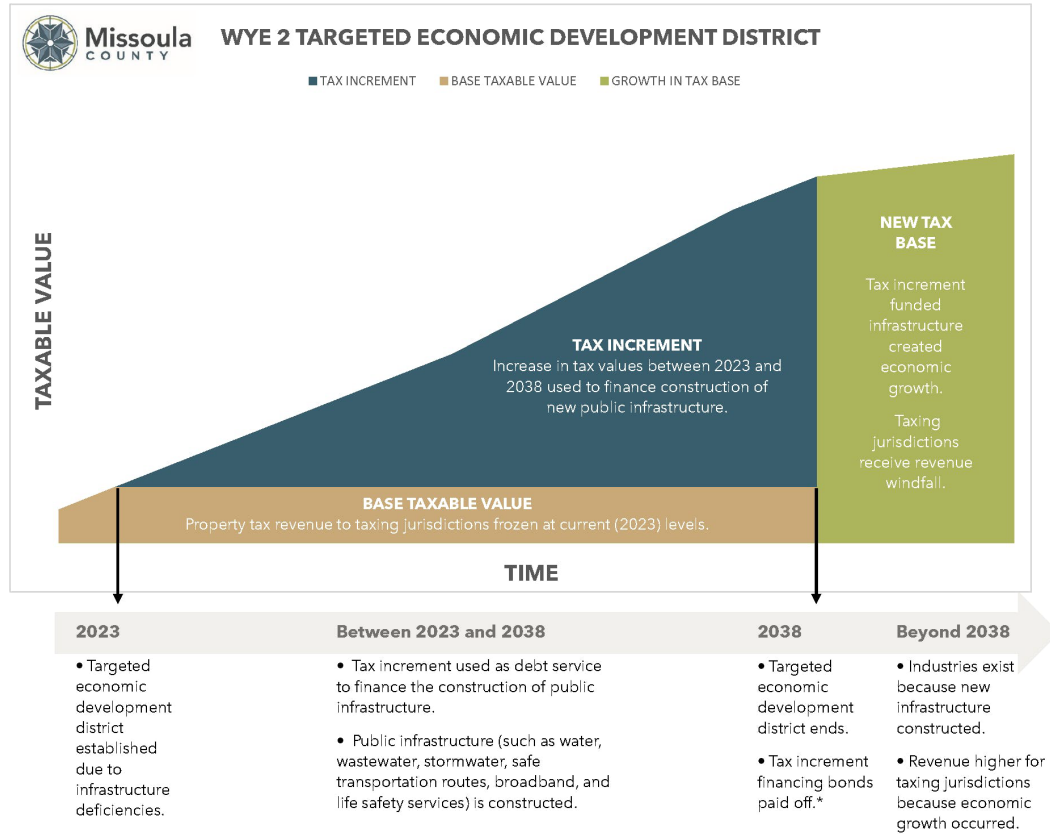 Missoula
COUNTY
WYE 2 TARGETED ECONOMIC DEVELOPMENT DISTRICT
TAX INCREMENT
BASE TAXABLE VALUE
GROWTH IN TAX BASE
TAXABLE VALUE
NEW TAX
BASE
Tax increment
funded
infrastructure
created
economic
growth.
Taxing
jurisdictions
receive revenue
windfall.
TAX INCREMENT
Increase in tax values between 2023 and
2038 used to finance construction of
new public infrastructure.
BASE TAXABLE VALUE
Property tax revenue to taxing jurisdictions frozen at current (2023) levels.
TIME
2023
• Targeted
economic
development
district
established
due to
infrastructure
deficiencies.
Between 2023 and 2038
• Tax increment used as debt service
to finance the construction of public
infrastructure.
• Public infrastructure (such as water,
wastewater, stormwater, safe
transportation routes, broadband, and
life safety services) is constructed.
2038
• Targeted
economic
development
district ends.
• Tax increment
financing bonds
paid off.*
Beyond 2038
• Industries exist
because new
infrastructure
constructed.
• Revenue higher for
taxing jurisdictions
because economic
growth occurred.